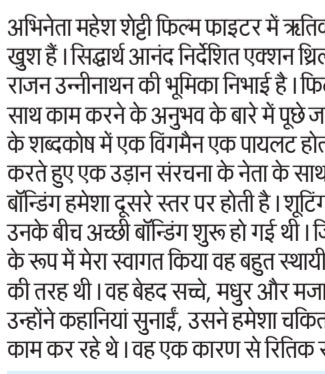 अभिनेता महेश शेट्टी फिल्म फाइटर में ऋतिक
खुश हैं । सिद्धार्थ आनंद निर्देशित एक्शन थ्रिल
राजन उन्नीनाथन की भूमिका निभाई है । फि
साथ काम करने के अनुभव के बारे में पूछे ज
के शब्दकोष में एक विंगमैन एक पायलट होत
करते हुए एक उड़ान संरचना के नेता के साथ
बॉन्डिंग हमेशा दूसरे स्तर पर होती है । शूटिंग
उनके बीच अच्छी बॉन्डिंग शुरू हो गई थी ।
के रूप में मेरा स्वागत किया वह बहुत स्थायी
की तरह थी । वह बेहद सच्चे, मधुर और मजा
उन्होंने कहानियां सुनाईं, उसने हमेशा चकित
काम कर रहे थे । वह एक कारण से रितिक